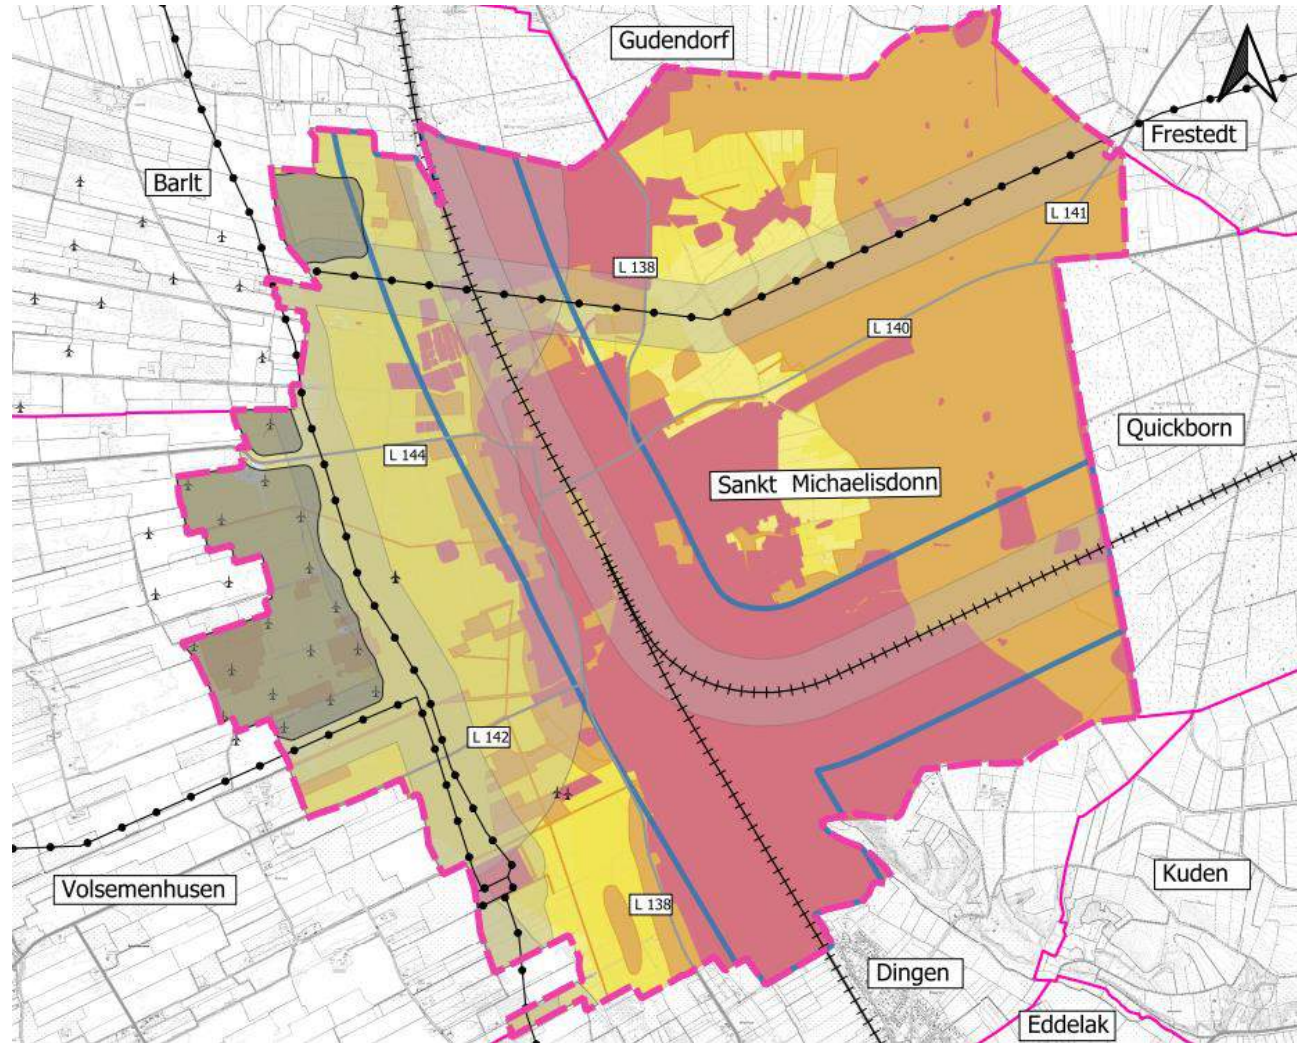 Gudendorf
Frestedt
Barlt
L 141
L 138
L 140
Quickborn
L 144
Sankt Michaelisdonn
L 142
Volsemenhusen
Kuden
L 138
Dingen
Eddelak